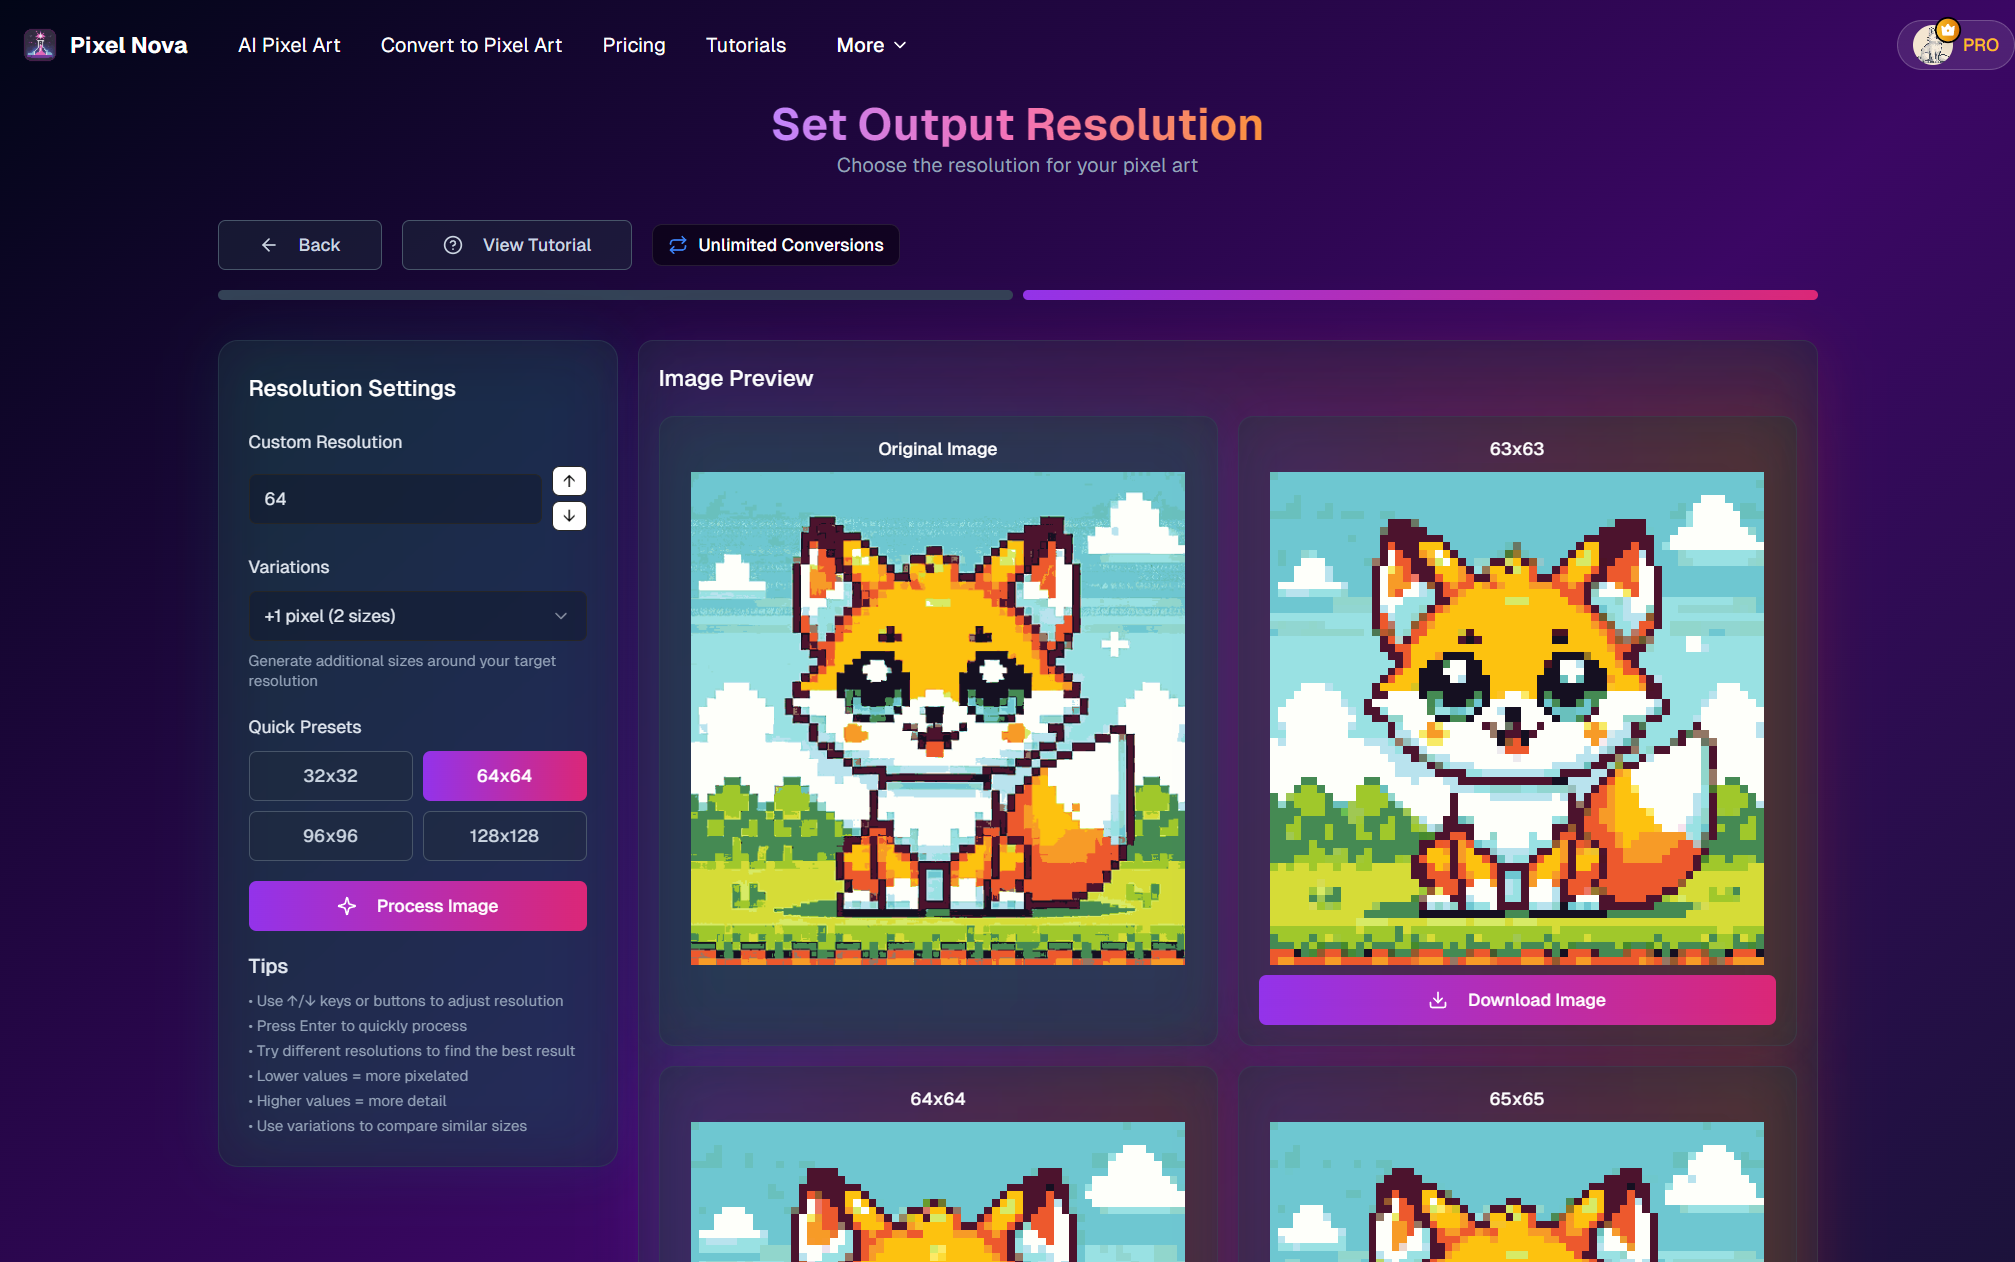 Pixel Nova
AI Pixel Art
Convert to Pixel Art
Pricing
Tutorials
More
PRO
Set Output Resolution
Choose the resolution for your pixel art
Back
View Tutorial
Unlimited Conversions
Resolution Settings
Custom Resolution
64
Variations
+1 pixel (2 sizes)
Generate additional sizes around your target
resolution
Quick Presets
32x32
64x64
96x96
128x128
Process Image
Tips
• Use ↑/↓ keys or buttons to adjust resolution
• Press Enter to quickly process
• Try different resolutions to find the best result
• Lower values = more pixelated
• Higher values = more detail
• Use variations to compare similar sizes
Image Preview
Original Image
63x63
Download Image
64x64
65x65